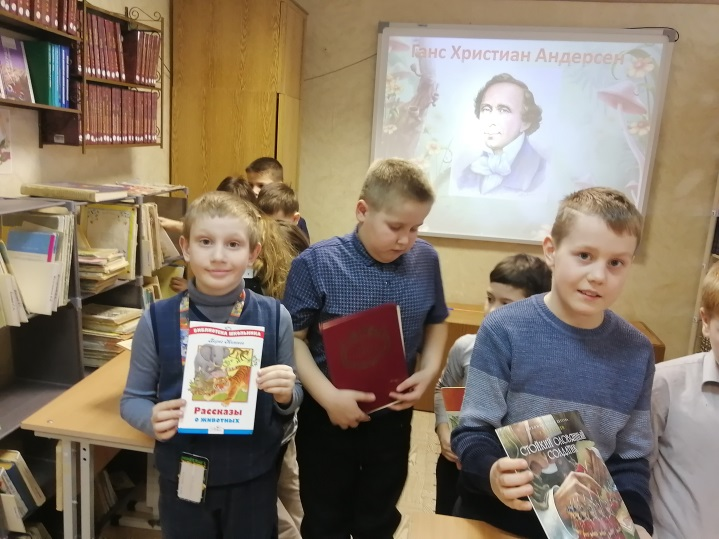 Ганс Христиан Андерсен
БИБЛИОТЕКА ШКОЛЬНИКА
Рассказы
о животных
СТОЙКИЙ ОЛОВЯННЫЙ
СОЛДАТИК